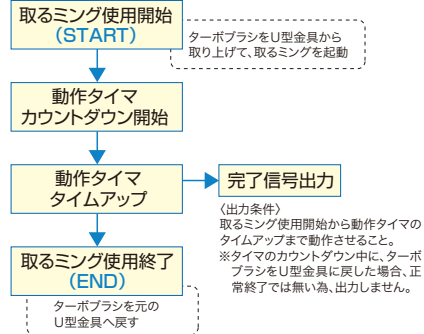 取るミング使用開始
(START)
ターボブラシをU型金具から
取り上げて、取るミングを起動
動作タイマ
カウントダウン開始
動作タイマ
タイムアップ
完了信号出力
〈出力条件〉
取るミング使用開始から動作タイマの
タイムアップまで動作させること。
※タイマのカウントダウン中に、ターボ
ブラシをU型金具に戻した場合、正
常終了では無い為、出力しません。
取るミング使用終了
(END)
ターボブラシを元の
U型金具へ戻す